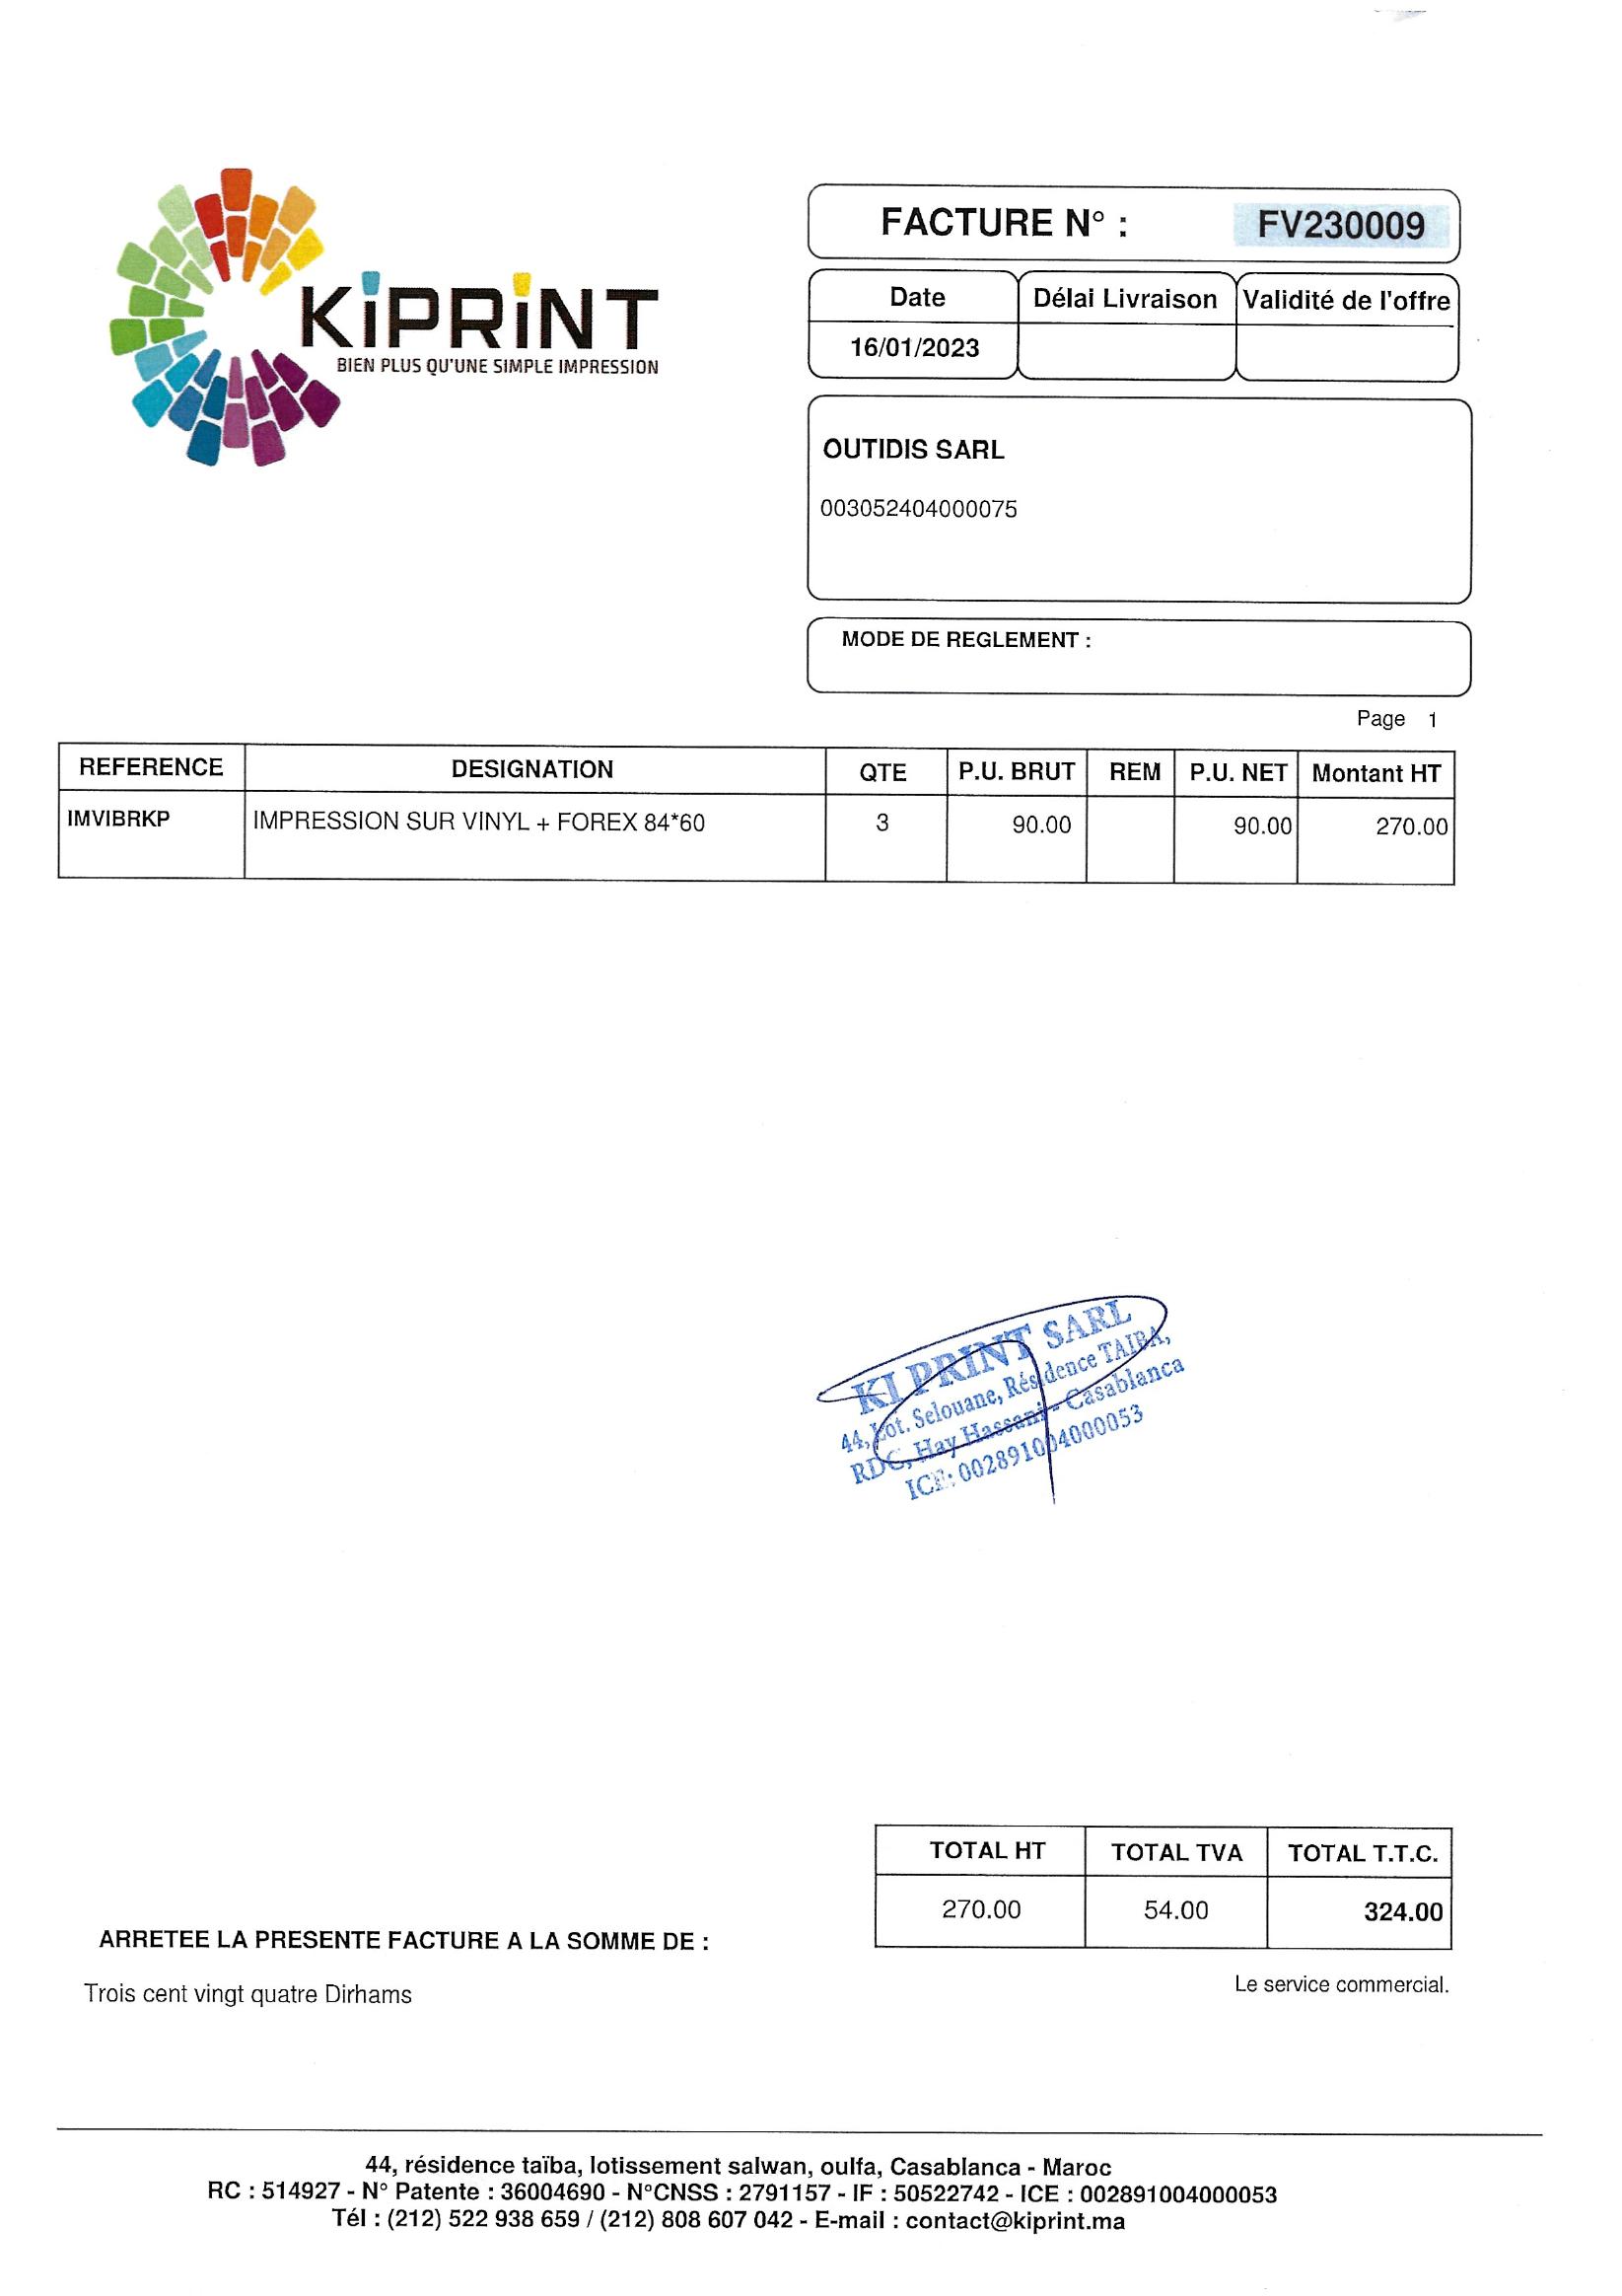 KiPRiNT
BIEN PLUS QU'UNE SIMPLE IMPRESSION
FACTURE N° : FV230009
Date Délai Livraison Validité de l'offre
16/01/2023
OUTIDIS SARL
003052404000075
MODE DE REGLEMENT :
Page 1
REFERENCE DESIGNATION QTE P.U. BRUT REM P.U. NET Montant HT
IMVIBRKP IMPRESSION SUR VINYL + FOREX 84*60 3 90.00 90.00 270.00
KI PRINT SARL
44, Lot. Selouane, Résidence TAIBA,
RDC, Hay Hassani - Casablanca
ICE: 002891004000053
TOTAL HT TOTAL TVA TOTAL T.T.C.
270.00 54.00 324.00
ARRETEE LA PRESENTE FACTURE A LA SOMME DE :
Trois cent vingt quatre Dirhams
Le service commercial.
44, résidence taïba, lotissement salwan, oulfa, Casablanca - Maroc
RC : 514927 - N° Patente : 36004690 - N°CNSS : 2791157 - IF : 50522742 - ICE : 002891004000053
Tél : (212) 522 938 659 / (212) 808 607 042 - E-mail : contact@kiprint.ma